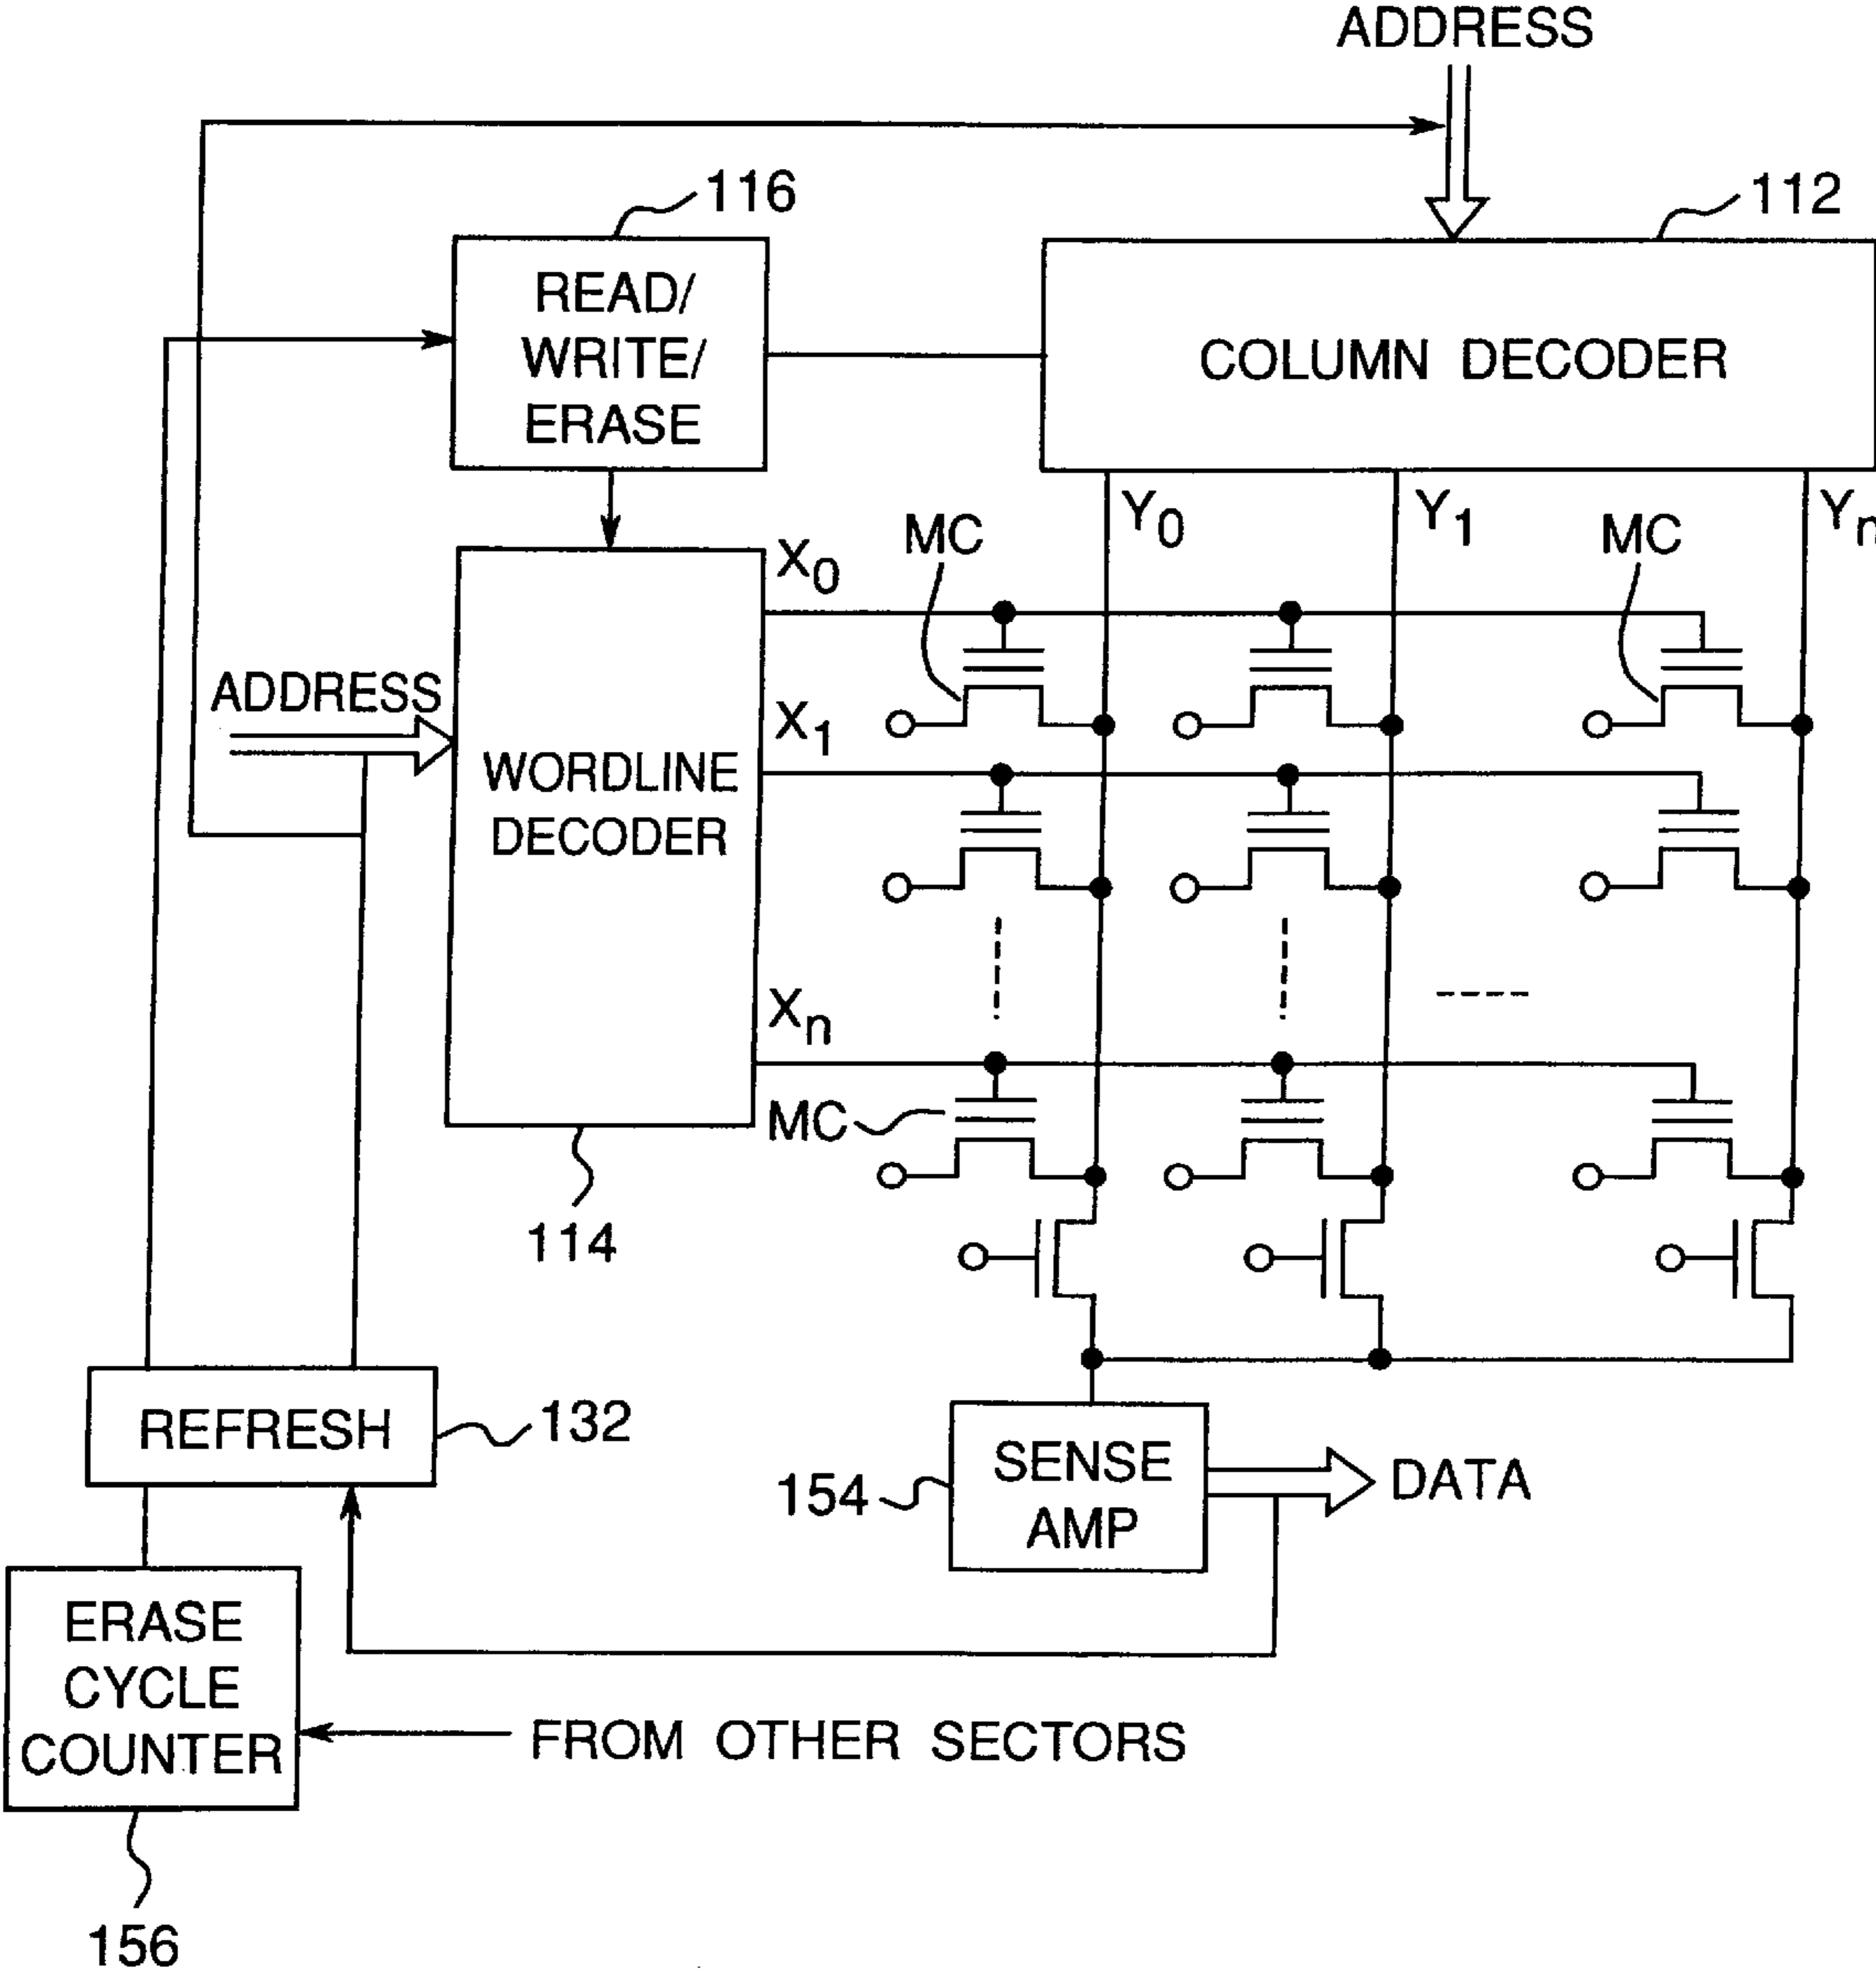 ADDRESS
116
112
READ/
WRITE/
ERASE
COLUMN DECODER
Y0
Y1
Yn
MC
MC
X0
ADDRESS
X1
WORDLINE
DECODER
Xn
MC
114
REFRESH
132
SENSE
AMP
154
DATA
ERASE
CYCLE
COUNTER
FROM OTHER SECTORS
156